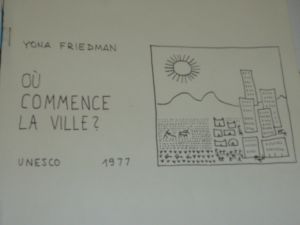 YONA FRIEDMAN
OÙ
COMMENCE
LA VILLE?
UNESCO 1977